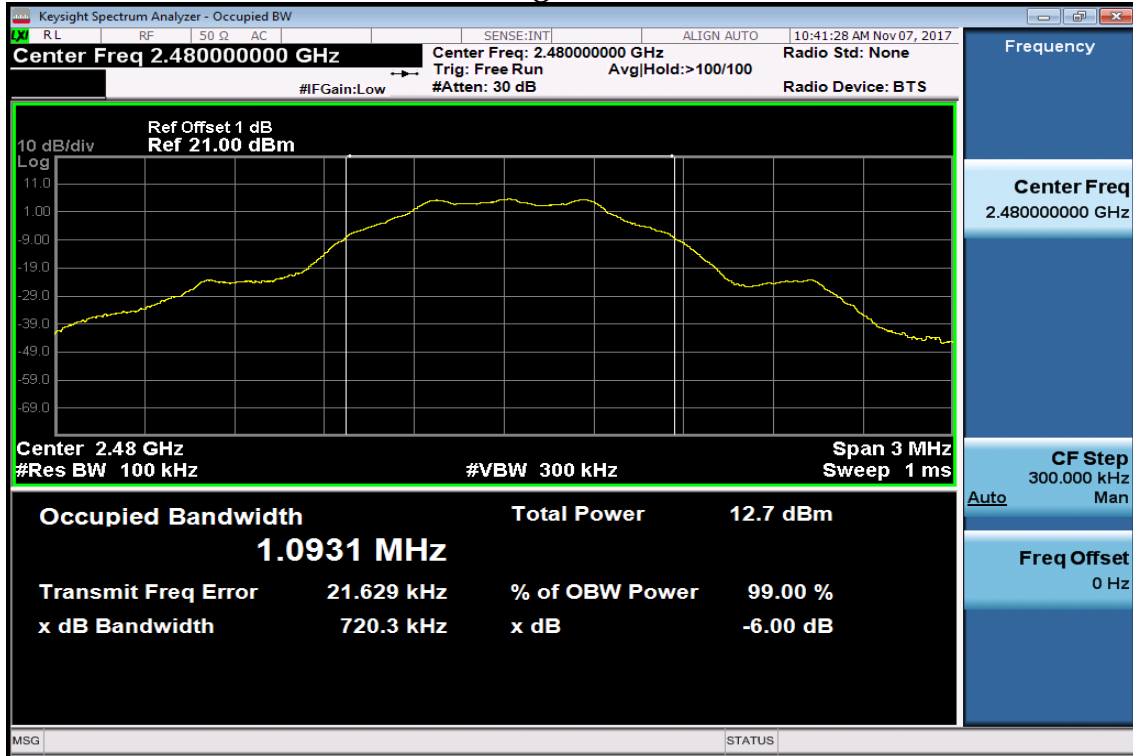 Keysight Spectrum Analyzer - Occupied BW
LXI RL RF 50 Ω AC SENSE:INT ALIGN AUTO 10:41:28 AM Nov 07, 2017
Center Freq 2.480000000 GHz
Center Freq: 2.480000000 GHz Radio Std: None
Trig: Free Run Avg|Hold:>100/100
#IFGain:Low #Atten: 30 dB Radio Device: BTS
Ref Offset 1 dB
10 dB/div Ref 21.00 dBm
Log
11.0
1.00
-9.00
-19.0
-29.0
-39.0
-49.0
-59.0
-69.0
Center 2.48 GHz Span 3 MHz
#Res BW 100 kHz #VBW 300 kHz Sweep 1 ms
Occupied Bandwidth Total Power 12.7 dBm
1.0931 MHz
Transmit Freq Error 21.629 kHz % of OBW Power 99.00 %
x dB Bandwidth 720.3 kHz x dB -6.00 dB
MSG STATUS
Frequency
Center Freq
2.480000000 GHz
CF Step
300.000 kHz
Auto Man
Freq Offset
0 Hz